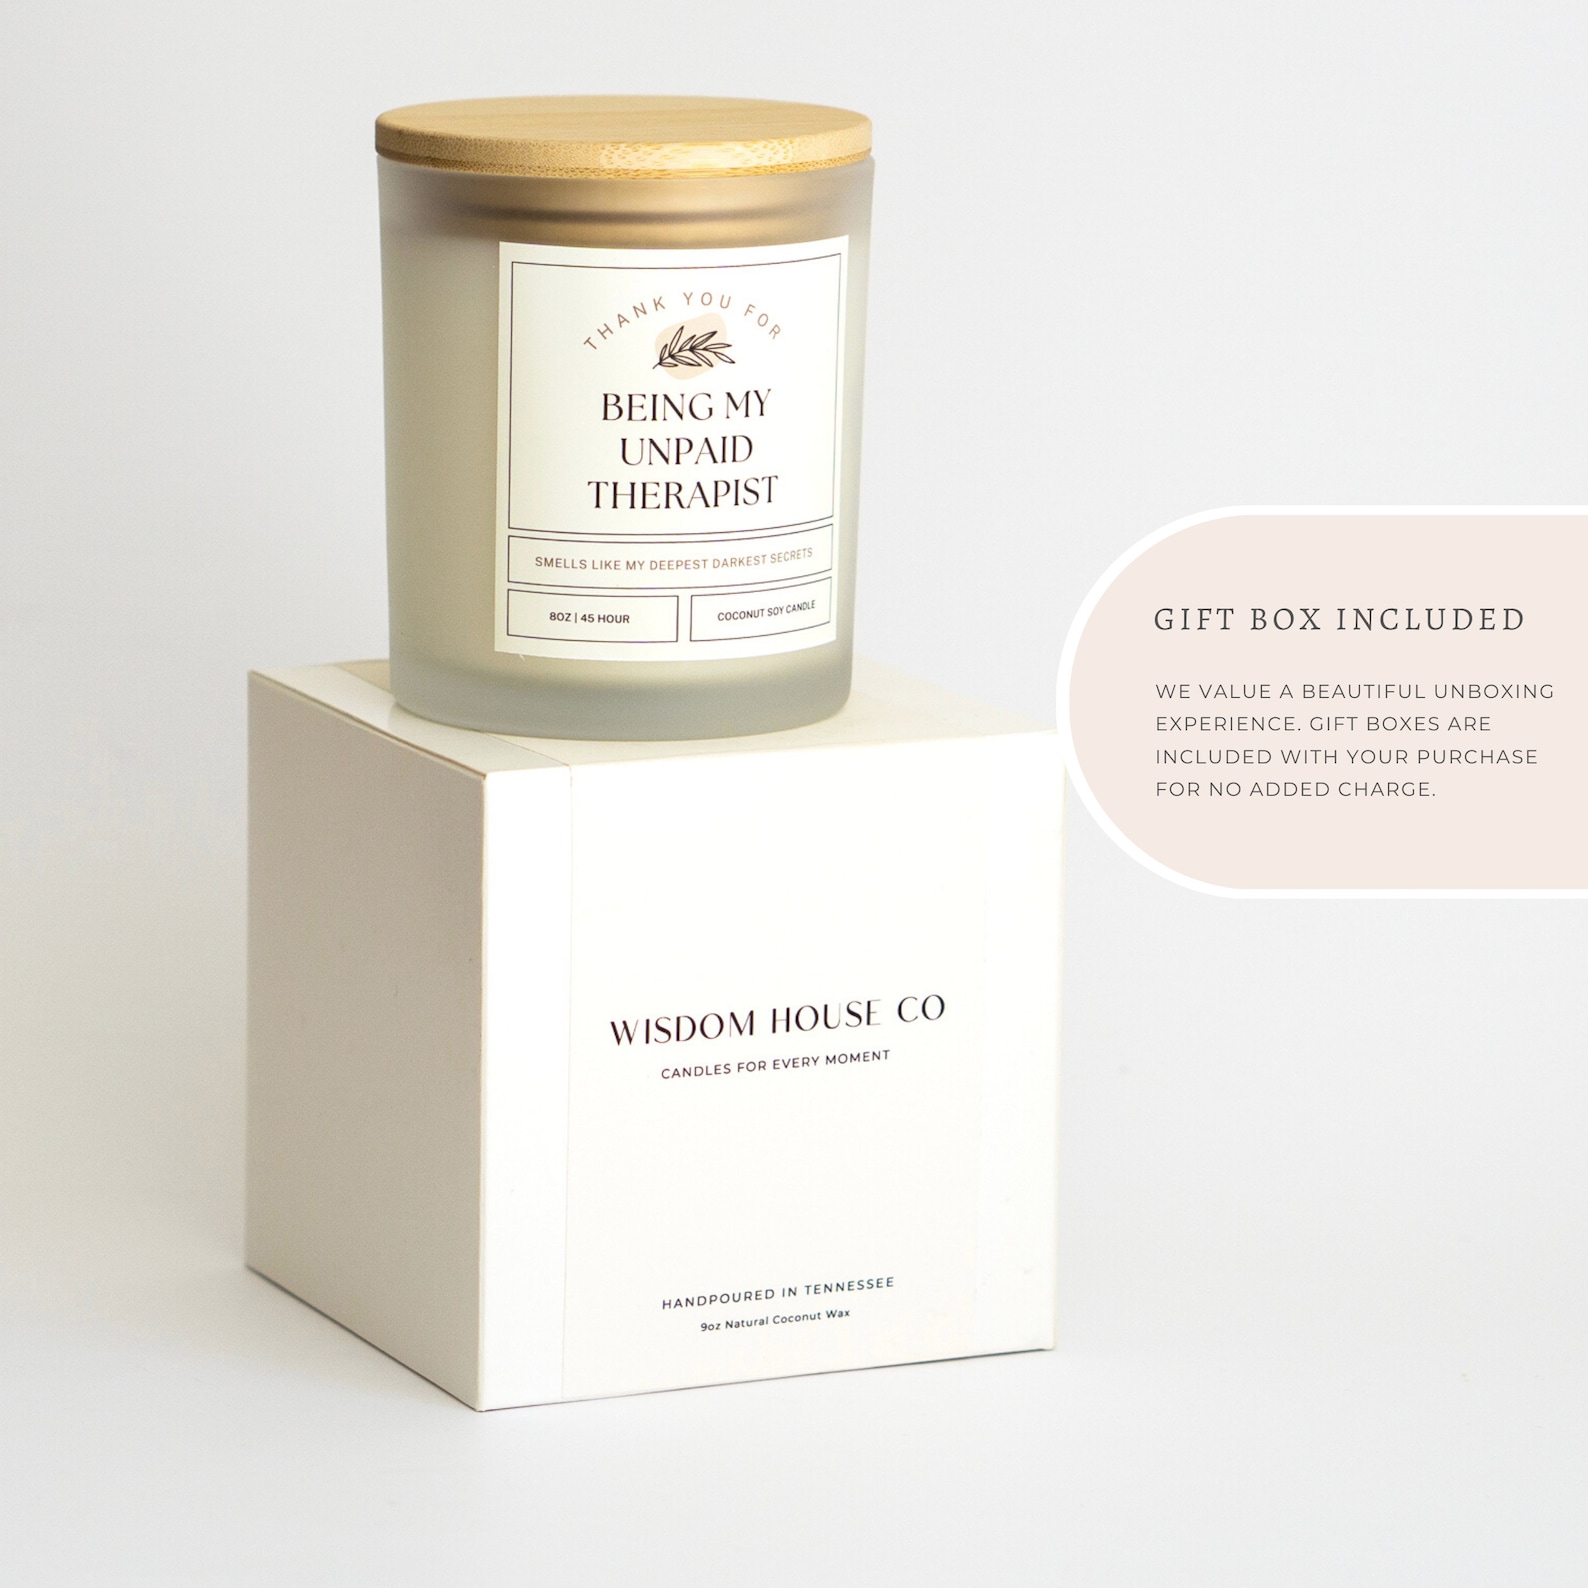 THANK YOU FOR
BEING MY
UNPAID
THERAPIST
SMELLS LIKE MY DEEPEST DARKEST SECRETS
8OZ | 45 HOUR
COCONUT SOY CANDLE
GIFT BOX INCLUDED
WE VALUE A BEAUTIFUL UNBOXING
EXPERIENCE. GIFT BOXES ARE
INCLUDED WITH YOUR PURCHASE
FOR NO ADDED CHARGE.
WISDOM HOUSE CO
CANDLES FOR EVERY MOMENT
HANDPOURED IN TENNESSEE
9oz Natural Coconut Wax